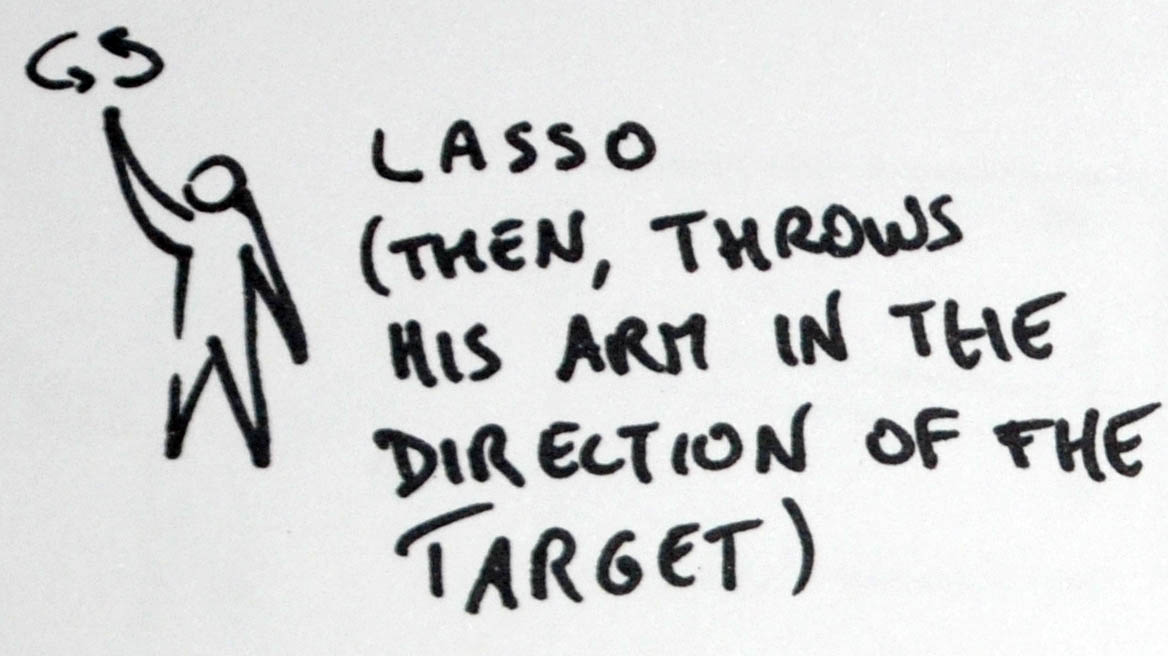 LASSO
(THEN, THROWS
HIS ARM IN THE
DIRECTION OF THE
TARGET)